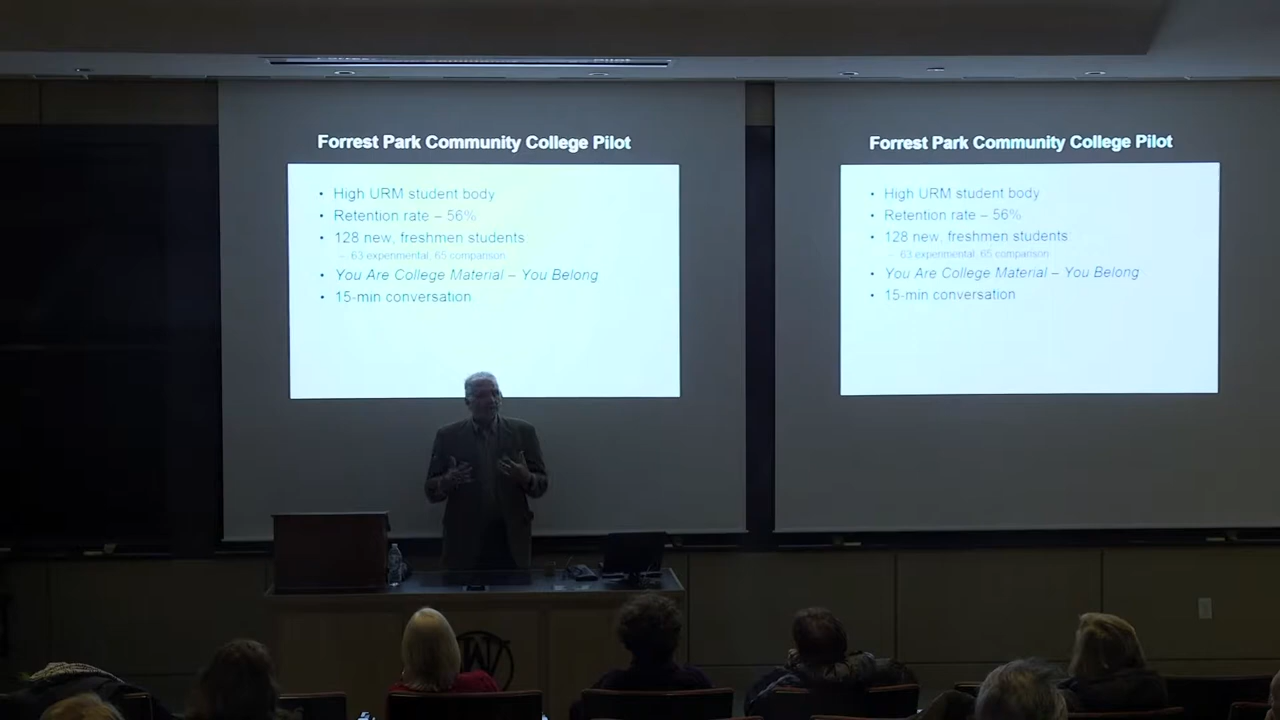 Forrest Park Community College Pilot
• High URM student body
• Retention rate – 56%
• 128 new, freshmen students
– 63 experimental, 65 comparison
• You Are College Material – You Belong
• 15-min conversation
Forrest Park Community College Pilot
• High URM student body
• Retention rate – 56%
• 128 new, freshmen students
– 63 experimental, 65 comparison
• You Are College Material – You Belong
• 15-min conversation
W